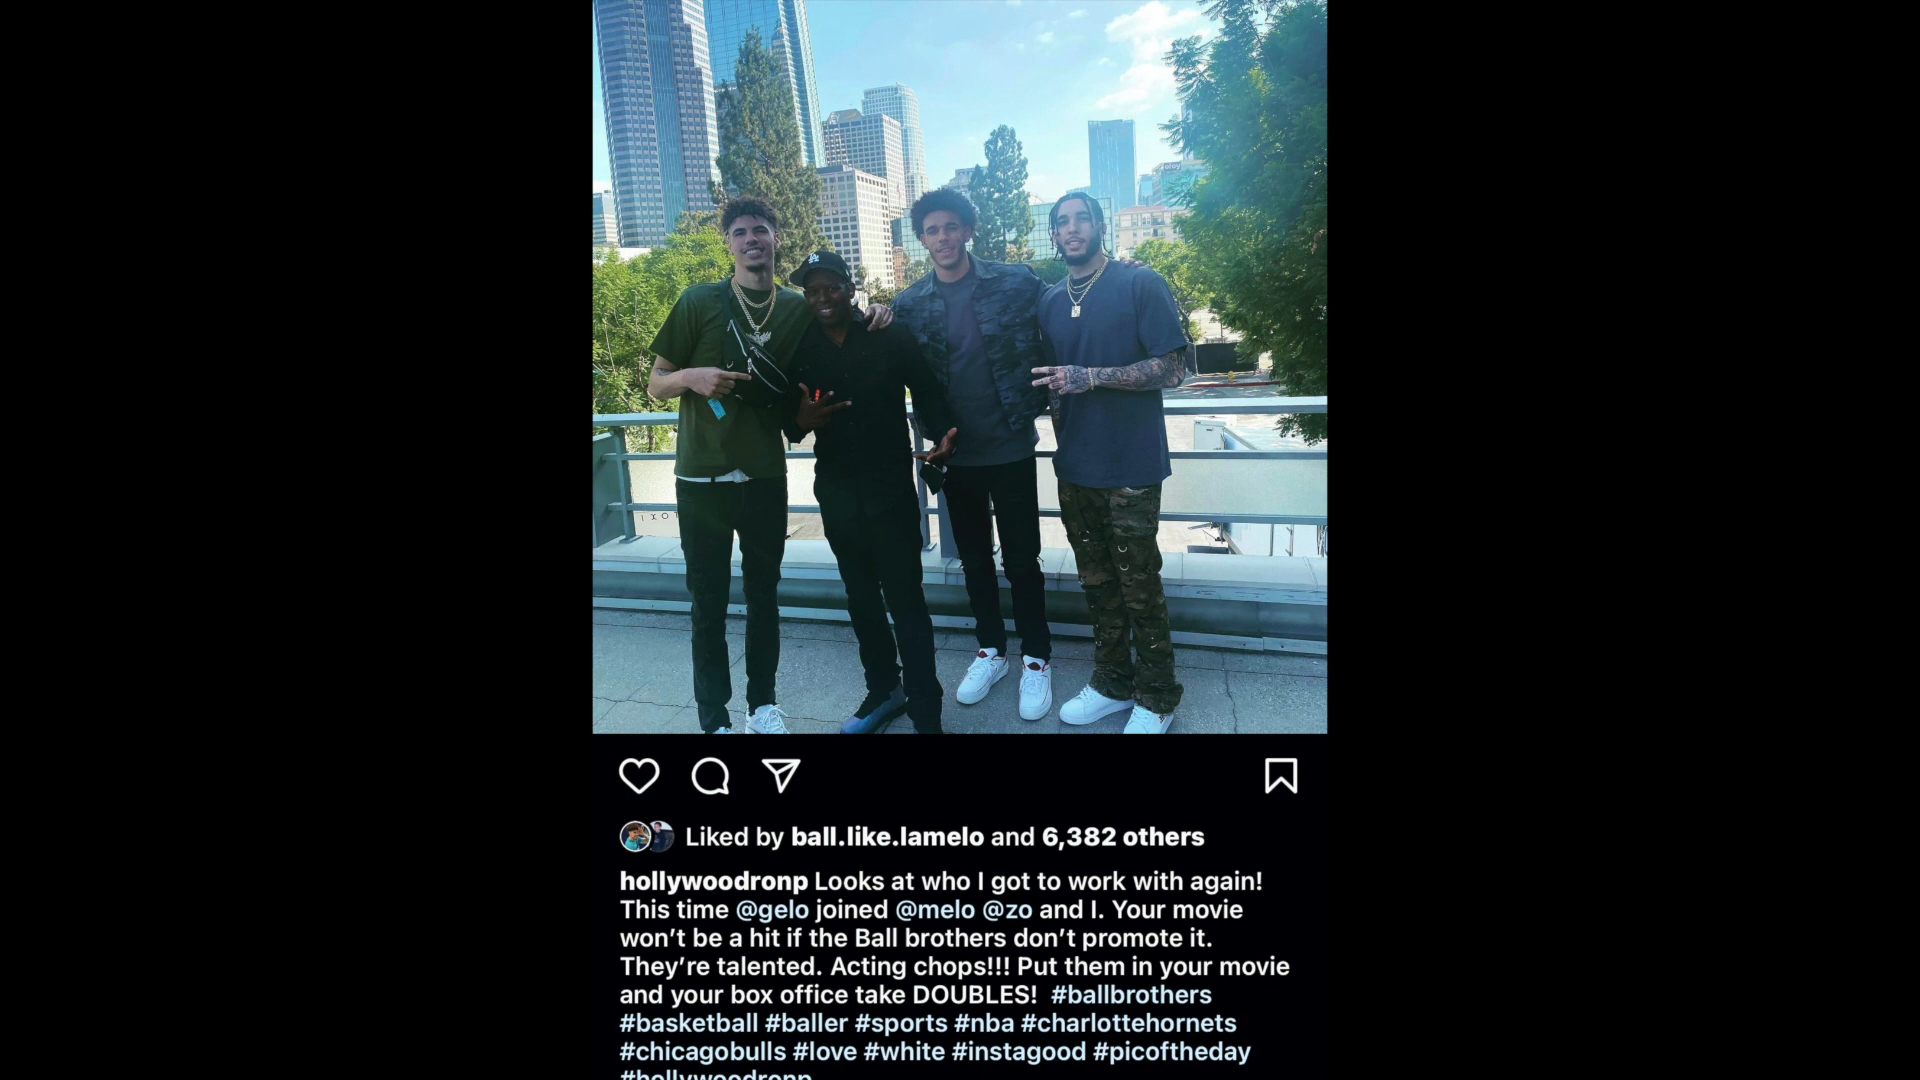 LA
IXOT
Liked by ball.like.lamelo and 6,382 others
hollywoodronp Looks at who I got to work with again!
This time @gelo joined @melo @zo and I. Your movie
won’t be a hit if the Ball brothers don’t promote it.
They’re talented. Acting chops!!! Put them in your movie
and your box office take DOUBLES!  #ballbrothers
#basketball #baller #sports #nba #charlottehornets
#chicagobulls #love #white #instagood #picoftheday
#hollywoodronp